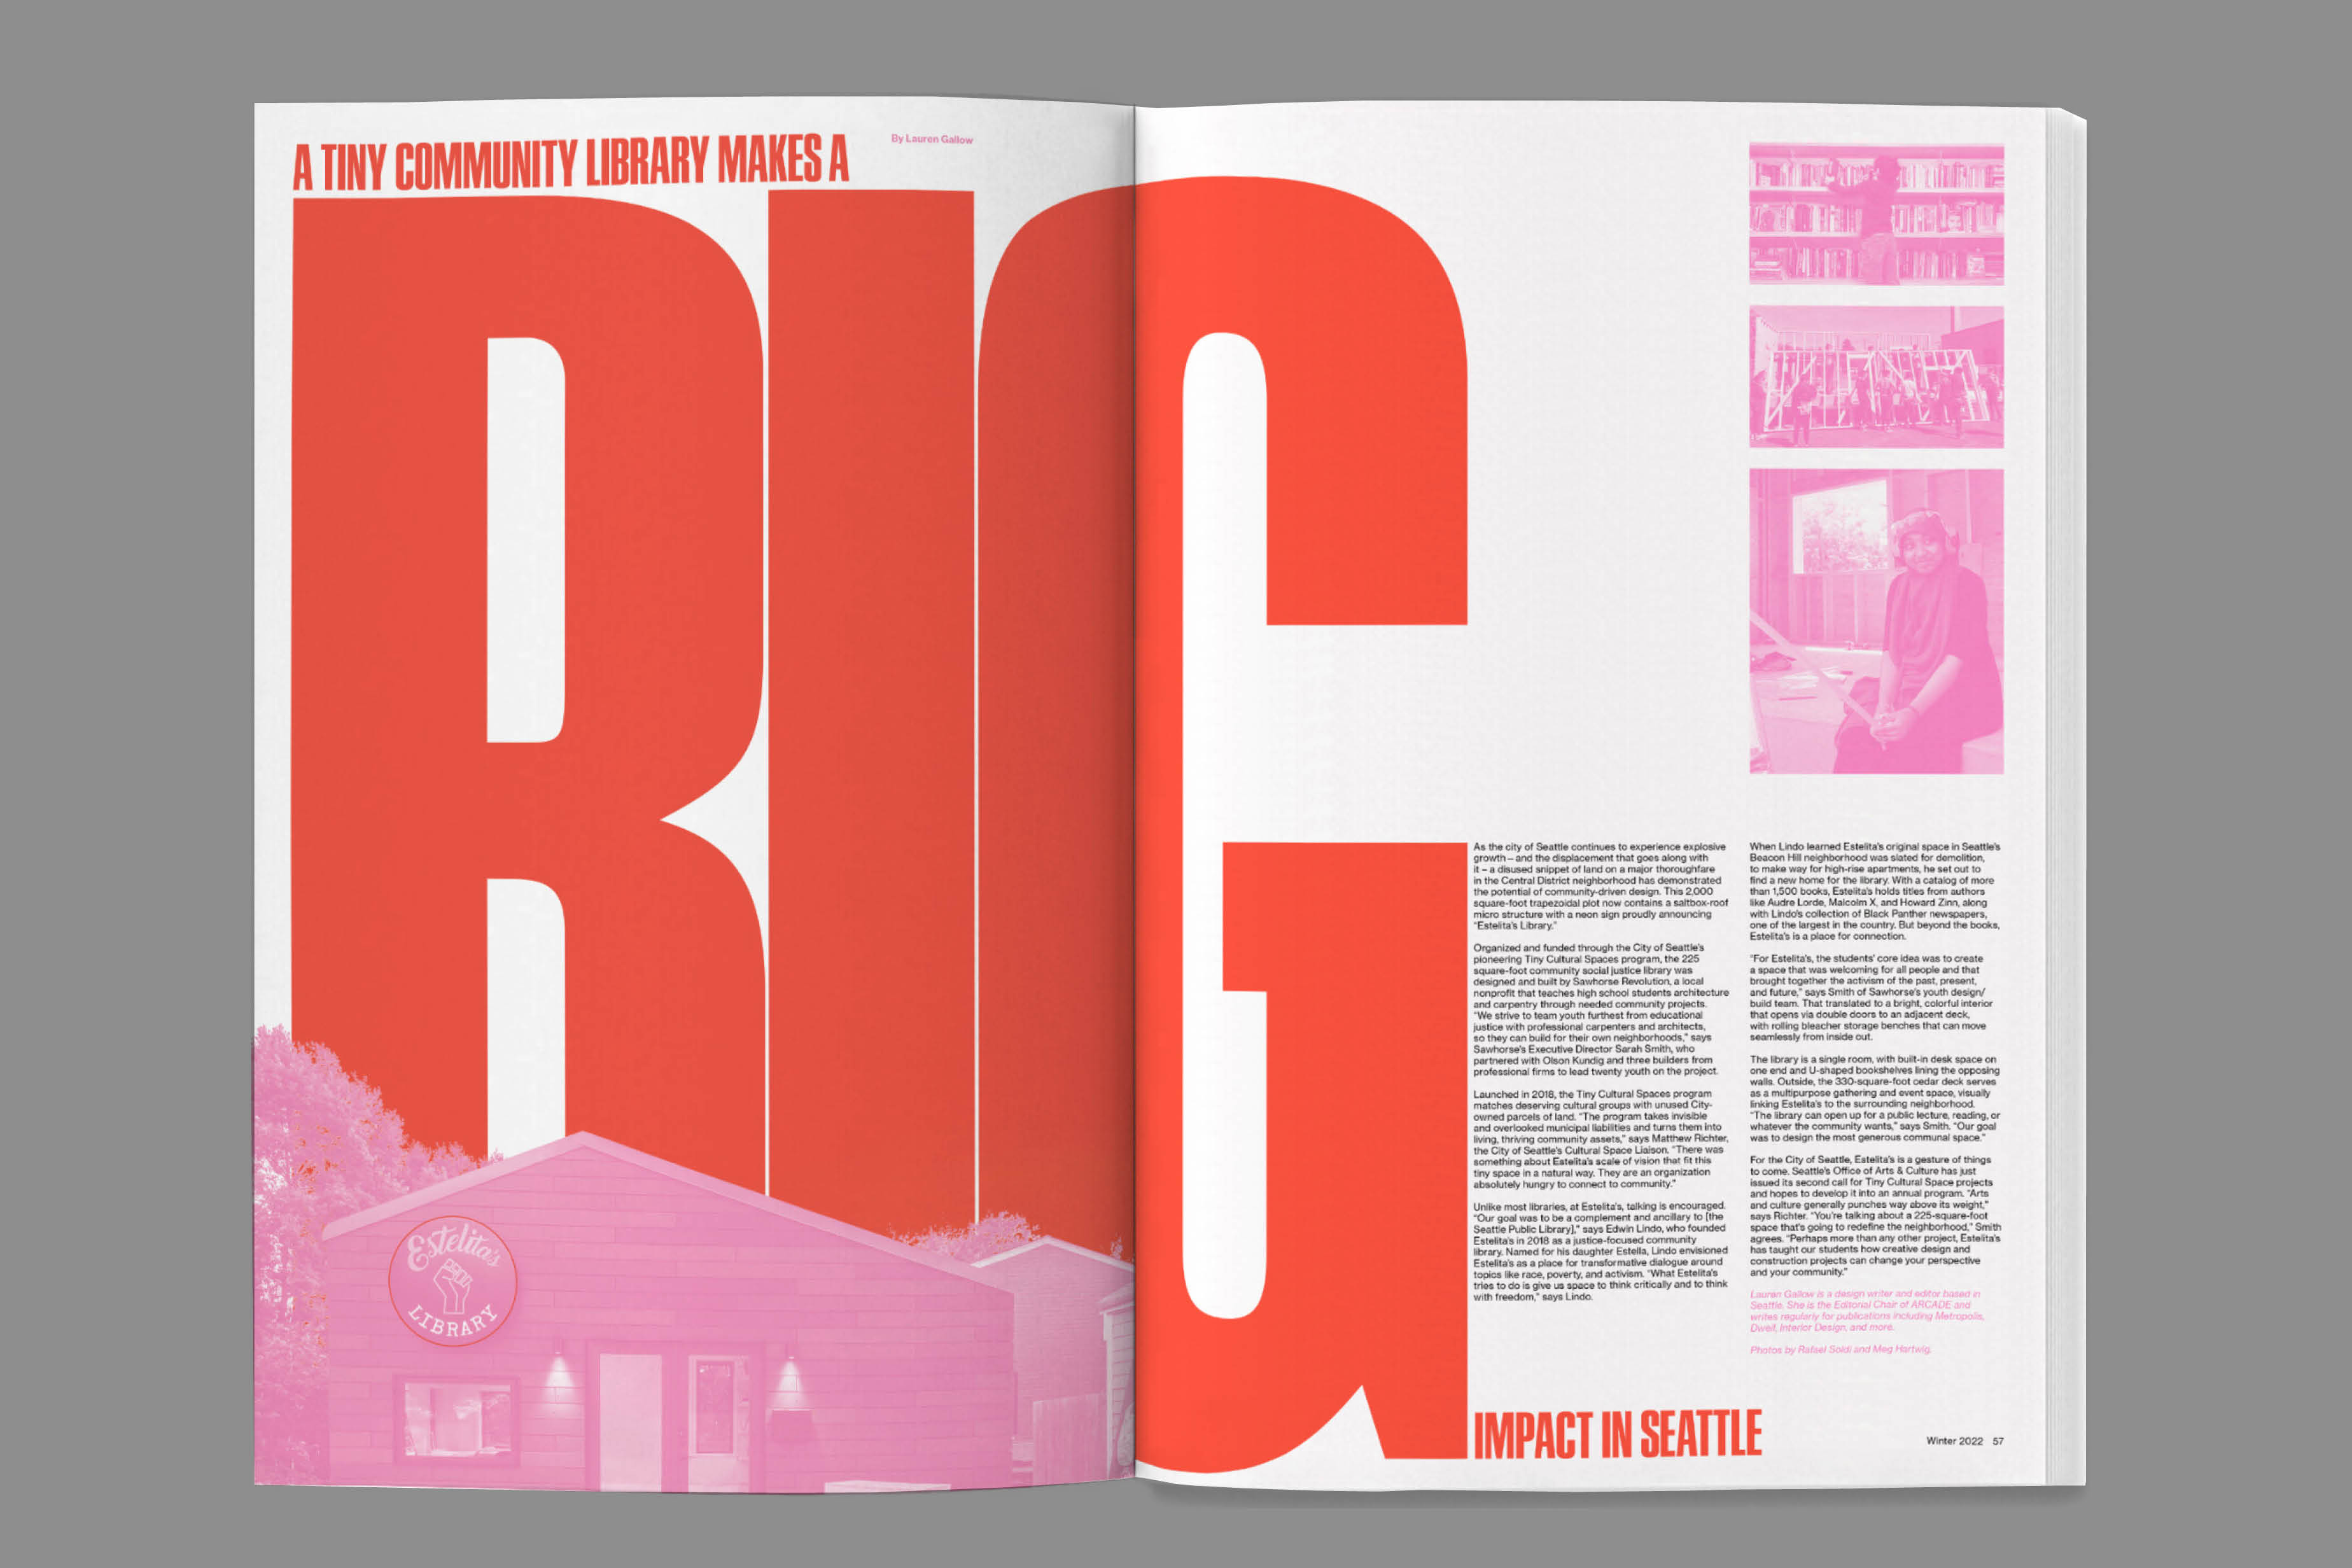 A TINY COMMUNITY LIBRARY MAKES A
By Lauren Gallow
BIG
Estelita's
LIBRARY
As the city of Seattle continues to experience explosive
growth – and the displacement that goes along with
it – a disused snippet of land on a major thoroughfare
in the Central District neighborhood has demonstrated
the potential of community-driven design. This 2,000
square-foot trapezoidal plot now contains a saltbox-roof
micro structure with a neon sign proudly announcing
"Estelita's Library."
Organized and funded through the City of Seattle's
pioneering Tiny Cultural Spaces program, the 225
square-foot community social justice library was
designed and built by Sawhorse Revolution, a local
nonprofit that teaches high school students architecture
and carpentry through needed community projects.
"We strive to team youth furthest from educational
justice with professional carpenters and architects,
so they can build for their own neighborhoods," says
Sawhorse's Executive Director Sarah Smith, who
partnered with Olson Kundig and three builders from
professional firms to lead twenty youth on the project.
Launched in 2018, the Tiny Cultural Spaces program
matches deserving cultural groups with unused City-
owned parcels of land. "The program takes invisible
and overlooked municipal liabilities and turns them into
living, thriving community assets," says Matthew Richter,
the City of Seattle's Cultural Space Liaison. "There was
something about Estelita's scale of vision that fit this
tiny space in a natural way. They are an organization
absolutely hungry to connect to community."
Unlike most libraries, at Estelita's, talking is encouraged.
"Our goal was to be a complement and ancillary to [the
Seattle Public Library]," says Edwin Lindo, who founded
Estelita's in 2018 as a justice-focused community
library. Named for his daughter Estella, Lindo envisioned
Estelita's as a place for transformative dialogue around
topics like race, poverty, and activism. "What Estelita's
tries to do is give us space to think critically and to think
with freedom," says Lindo.
When Lindo learned Estelita's original space in Seattle's
Beacon Hill neighborhood was slated for demolition,
to make way for high-rise apartments, he set out to
find a new home for the library. With a catalog of more
than 1,500 books, Estelita's holds titles from authors
like Audre Lorde, Malcolm X, and Howard Zinn, along
with Lindo's collection of Black Panther newspapers,
one of the largest in the country. But beyond the books,
Estelita's is a place for connection.
"For Estelita's, the students' core idea was to create
a space that was welcoming for all people and that
brought together the activism of the past, present,
and future," says Smith of Sawhorse's youth design/
build team. That translated to a bright, colorful interior
that opens via double doors to an adjacent deck,
with rolling bleacher storage benches that can move
seamlessly from inside out.
The library is a single room, with built-in desk space on
one end and U-shaped bookshelves lining the opposing
walls. Outside, the 330-square-foot cedar deck serves
as a multipurpose gathering and event space, visually
linking Estelita's to the surrounding neighborhood.
"The library can open up for a public lecture, reading, or
whatever the community wants," says Smith. "Our goal
was to design the most generous communal space."
For the City of Seattle, Estelita's is a gesture of things
to come. Seattle's Office of Arts & Culture has just
issued its second call for Tiny Cultural Space projects
and hopes to develop it into an annual program. "Arts
and culture generally punches way above its weight,"
says Richter. "You're talking about a 225-square-foot
space that's going to redefine the neighborhood," Smith
agrees. "Perhaps more than any other project, Estelita's
has taught our students how creative design and
construction projects can change your perspective
and your community."
Lauren Gallow is a design writer and editor based in
Seattle. She is the Editorial Chair of ARCADE and
writes regularly for publications including Metropolis,
Dwell, Interior Design, and more.
Photos by Rafael Soldi and Meg Hartwig.
IMPACT IN SEATTLE
Winter 2022 57